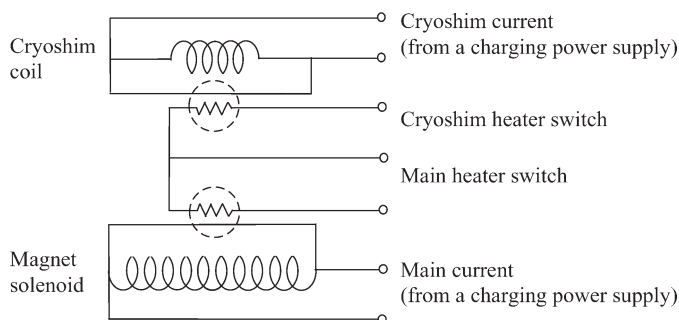 Cryoshim
coil
Cryoshim current
(from a charging power supply)
Cryoshim heater switch
Main heater switch
Magnet
solenoid
Main current
(from a charging power supply)